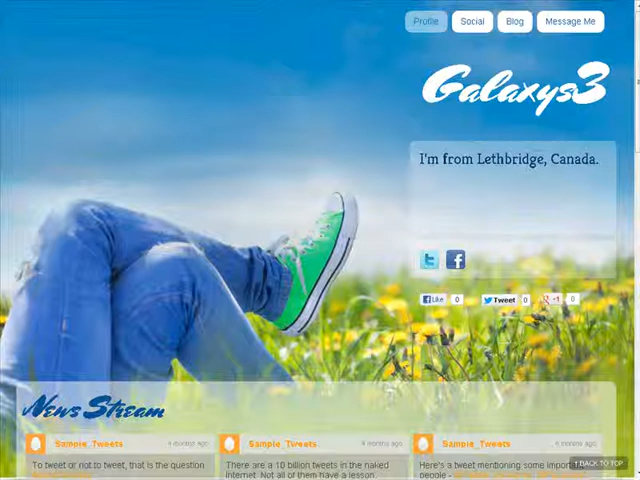 Profile Social Blog Message Me
Galaxys3
I'm from Lethbridge, Canada.
Like 0 Tweet 0 +1 0
News Stream
Sample_Tweets 4 months ago
Sample_Tweets 4 months ago
Sample_Tweets 4 months ago
To tweet or not to tweet, that is the question
There are a 10 billion tweets in the naked
internet. Not all of them have a lesson.
Here's a tweet mentioning some important
people -
BACK TO TOP